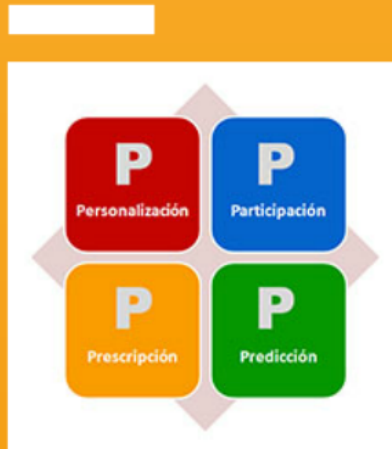 P
Personalización
P
Participación
P
Prescripción
P
Predicción